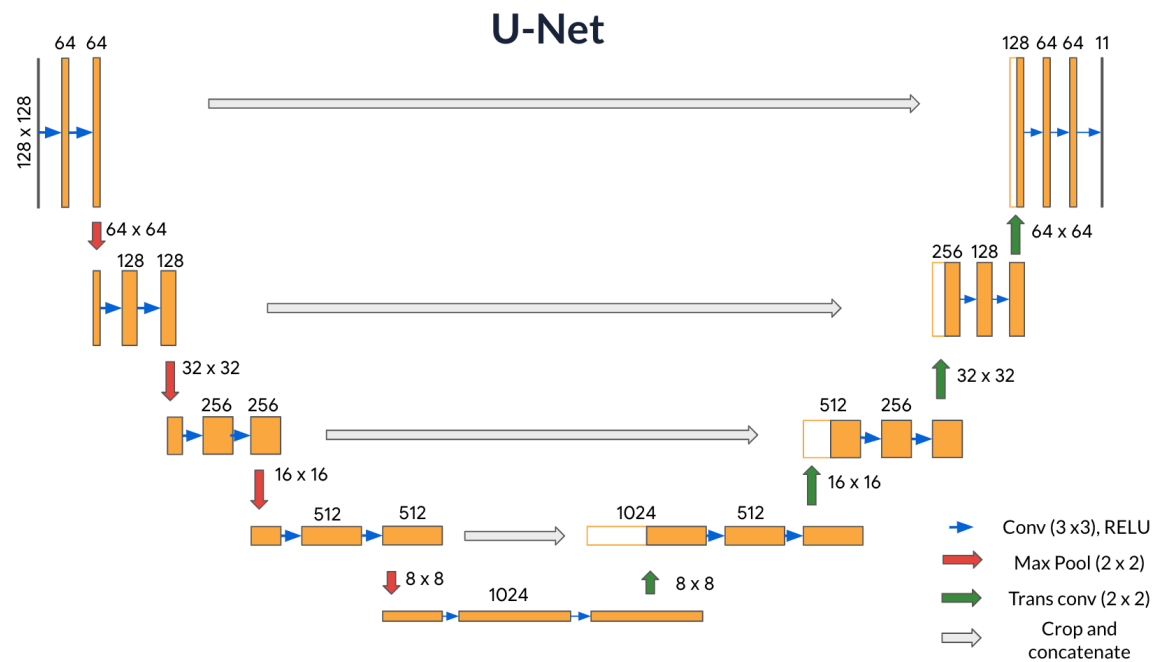 U-Net
64 64
128 64 64 11
128 x 128
64 x 64
64 x 64
128 128
256 128
32 x 32
32 x 32
256 256
512 256
16 x 16
16 x 16
512 512
1024 512
8 x 8
8 x 8
1024
Conv (3 x3), RELU
Max Pool (2 x 2)
Trans conv (2 x 2)
Crop and
concatenate